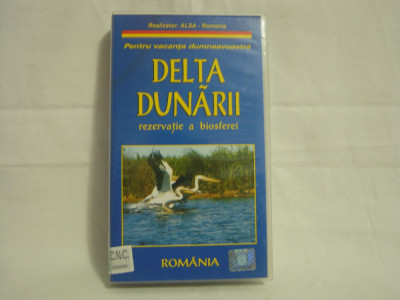 Realizator: ALSA - Romania
Pentru vacanța dumneavoastră
DELTA
DUNĂRII
rezervație a biosferei
C.N.C.
ROMÂNIA